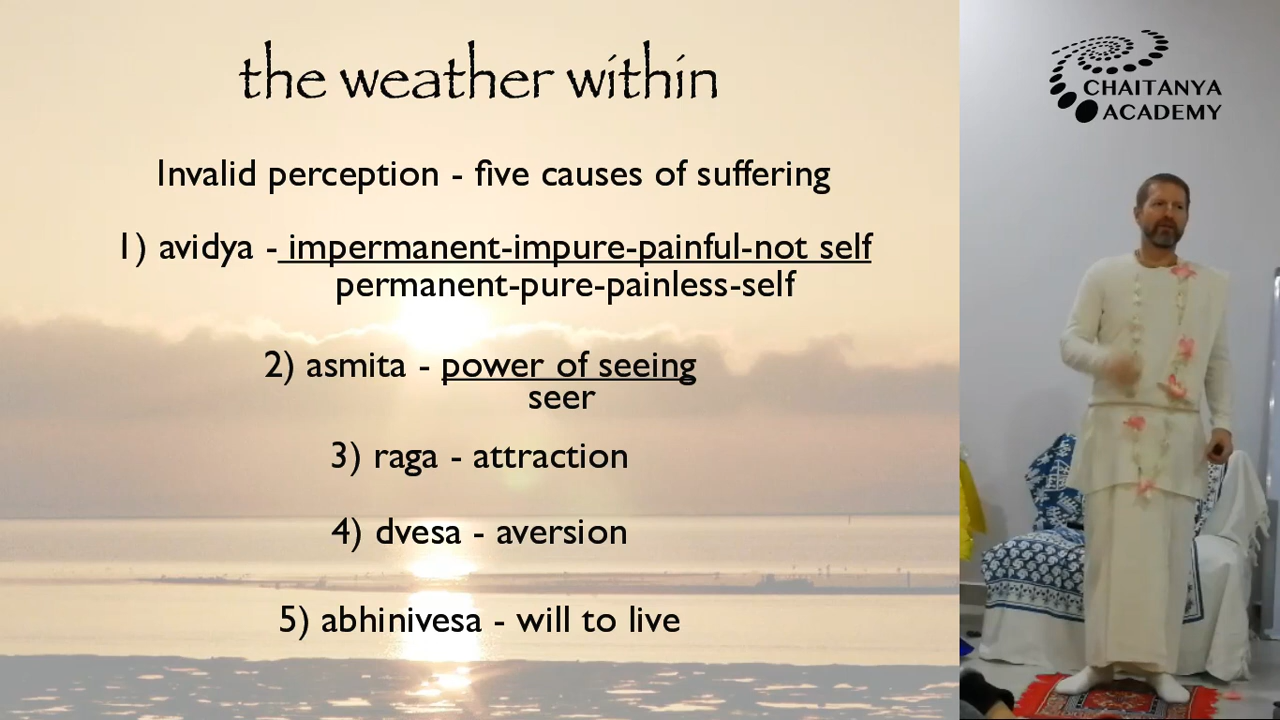 the weather within
Invalid perception - five causes of suffering
1) avidya - impermanent-impure-painful-not self
permanent-pure-painless-self
2) asmita - power of seeing
seer
3) raga - attraction
4) dvesa - aversion
5) abhinivesa - will to live
CHAITANYA
ACADEMY